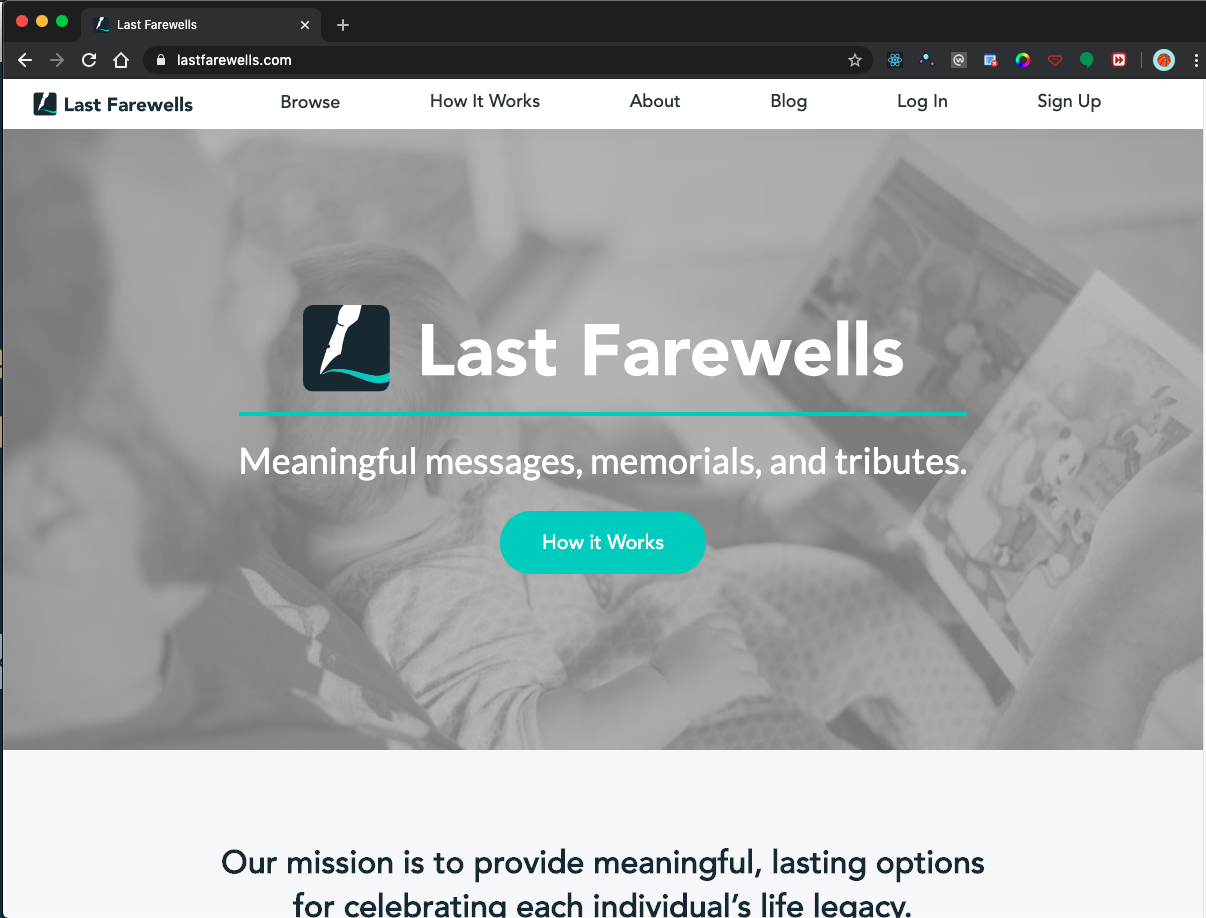 Last Farewells
lastfarewells.com
Last Farewells Browse How It Works About Blog Log In Sign Up
Last Farewells
Meaningful messages, memorials, and tributes.
How it Works
Our mission is to provide meaningful, lasting options
for celebrating each individual's life legacy.